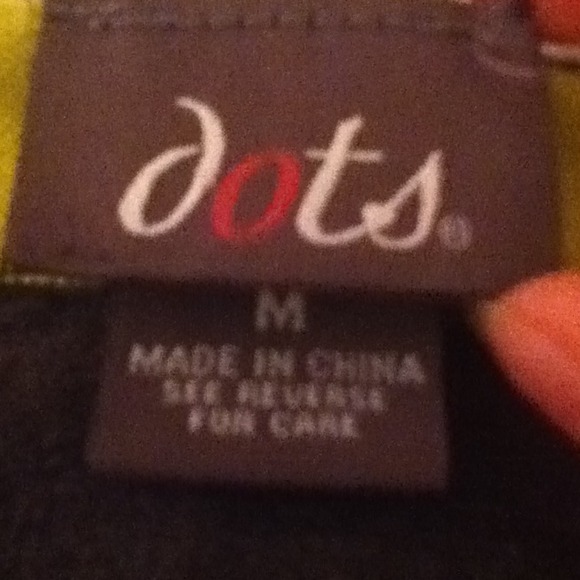 dots®
M
MADE IN CHINA
SEE REVERSE
FOR CARE